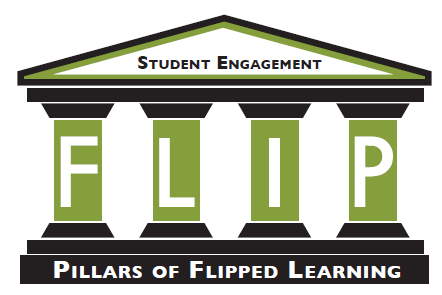 Student Engagement
F L I P
Pillars of Flipped Learning